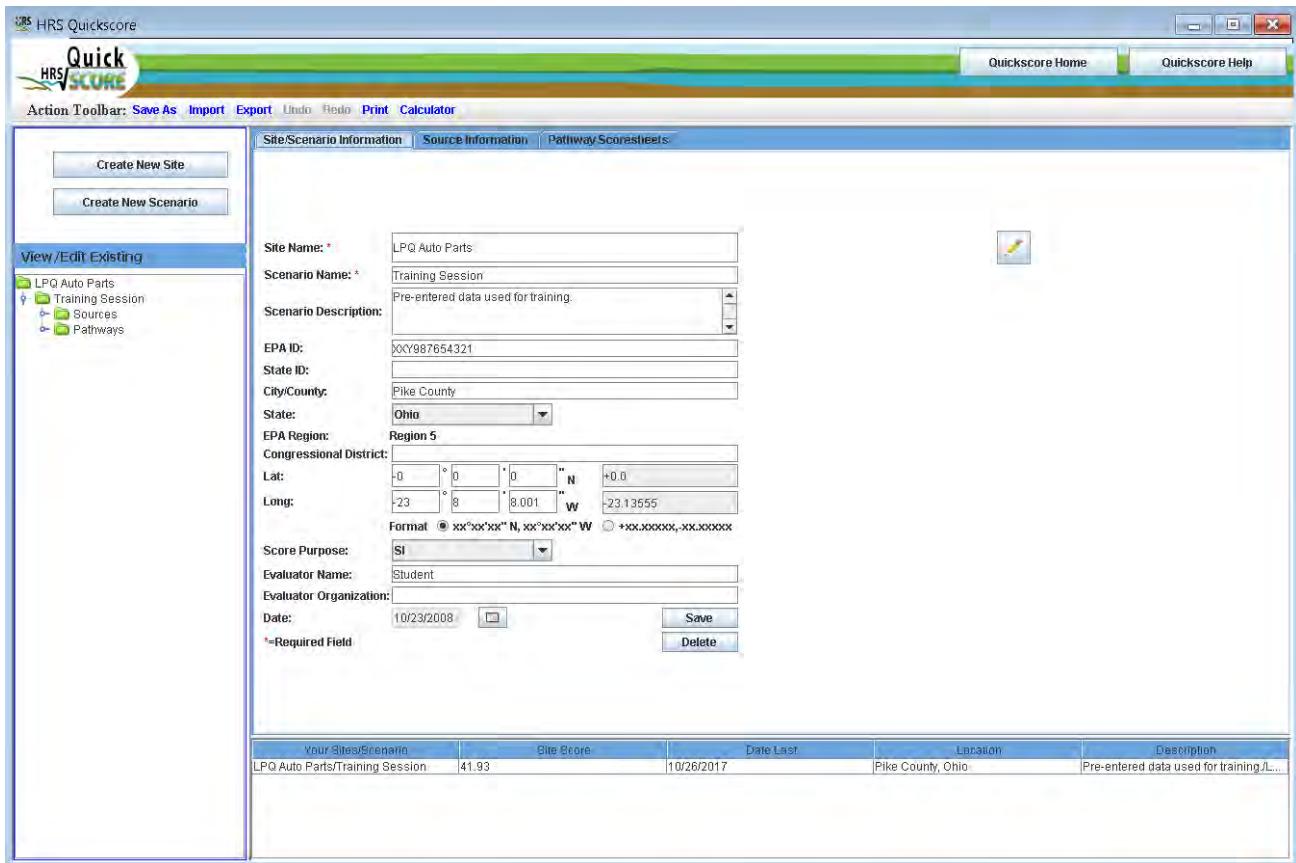 HRS Quickscore
Quick
HRS SCORE
Quickscore Home Quickscore Help
Action Toolbar: Save As Import Export Undo Redo Print Calculator
Create New Site
Create New Scenario
View/Edit Existing
LPQ Auto Parts
Training Session
Sources
Pathways
Site/Scenario Information Source Information Pathway Scoresheets
Site Name: * LPQ Auto Parts
Scenario Name: * Training Session
Scenario Description: Pre-entered data used for training.
EPA ID: XXY987654321
State ID:
City/County: Pike County
State: Ohio
EPA Region: Region 5
Congressional District:
Lat: -0 ° 0 ' 0 " N +0.0
Long: -23 ° 8 ' 8.001 " W -23.13555
Format xx°xx'xx" N, xx°xx'xx" W +xx.xxxxx,-xx.xxxxx
Score Purpose: SI
Evaluator Name: Student
Evaluator Organization:
Date: 10/23/2008 Save
*=Required Field Delete
Your Sites/Scenario Site Score Date Last Location Description
LPQ Auto Parts/Training Session 41.93 10/26/2017 Pike County, Ohio Pre-entered data used for training./L...